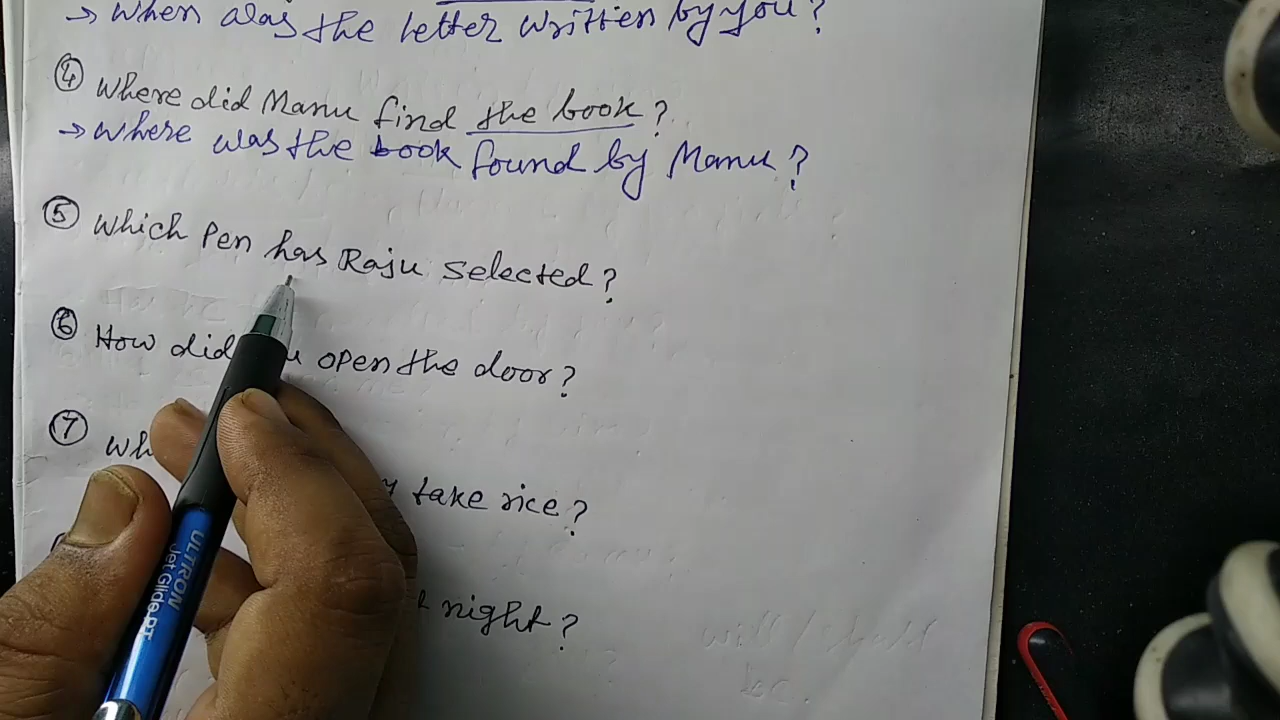 → When was the letter written by you?
④ Where did Manu find the book?
→ Where was the book found by Manu?
⑤ Which Pen has Raju selected?
⑥ How did open the door?
⑦ take rice?
night?
ULTRON
Jet Glide RT